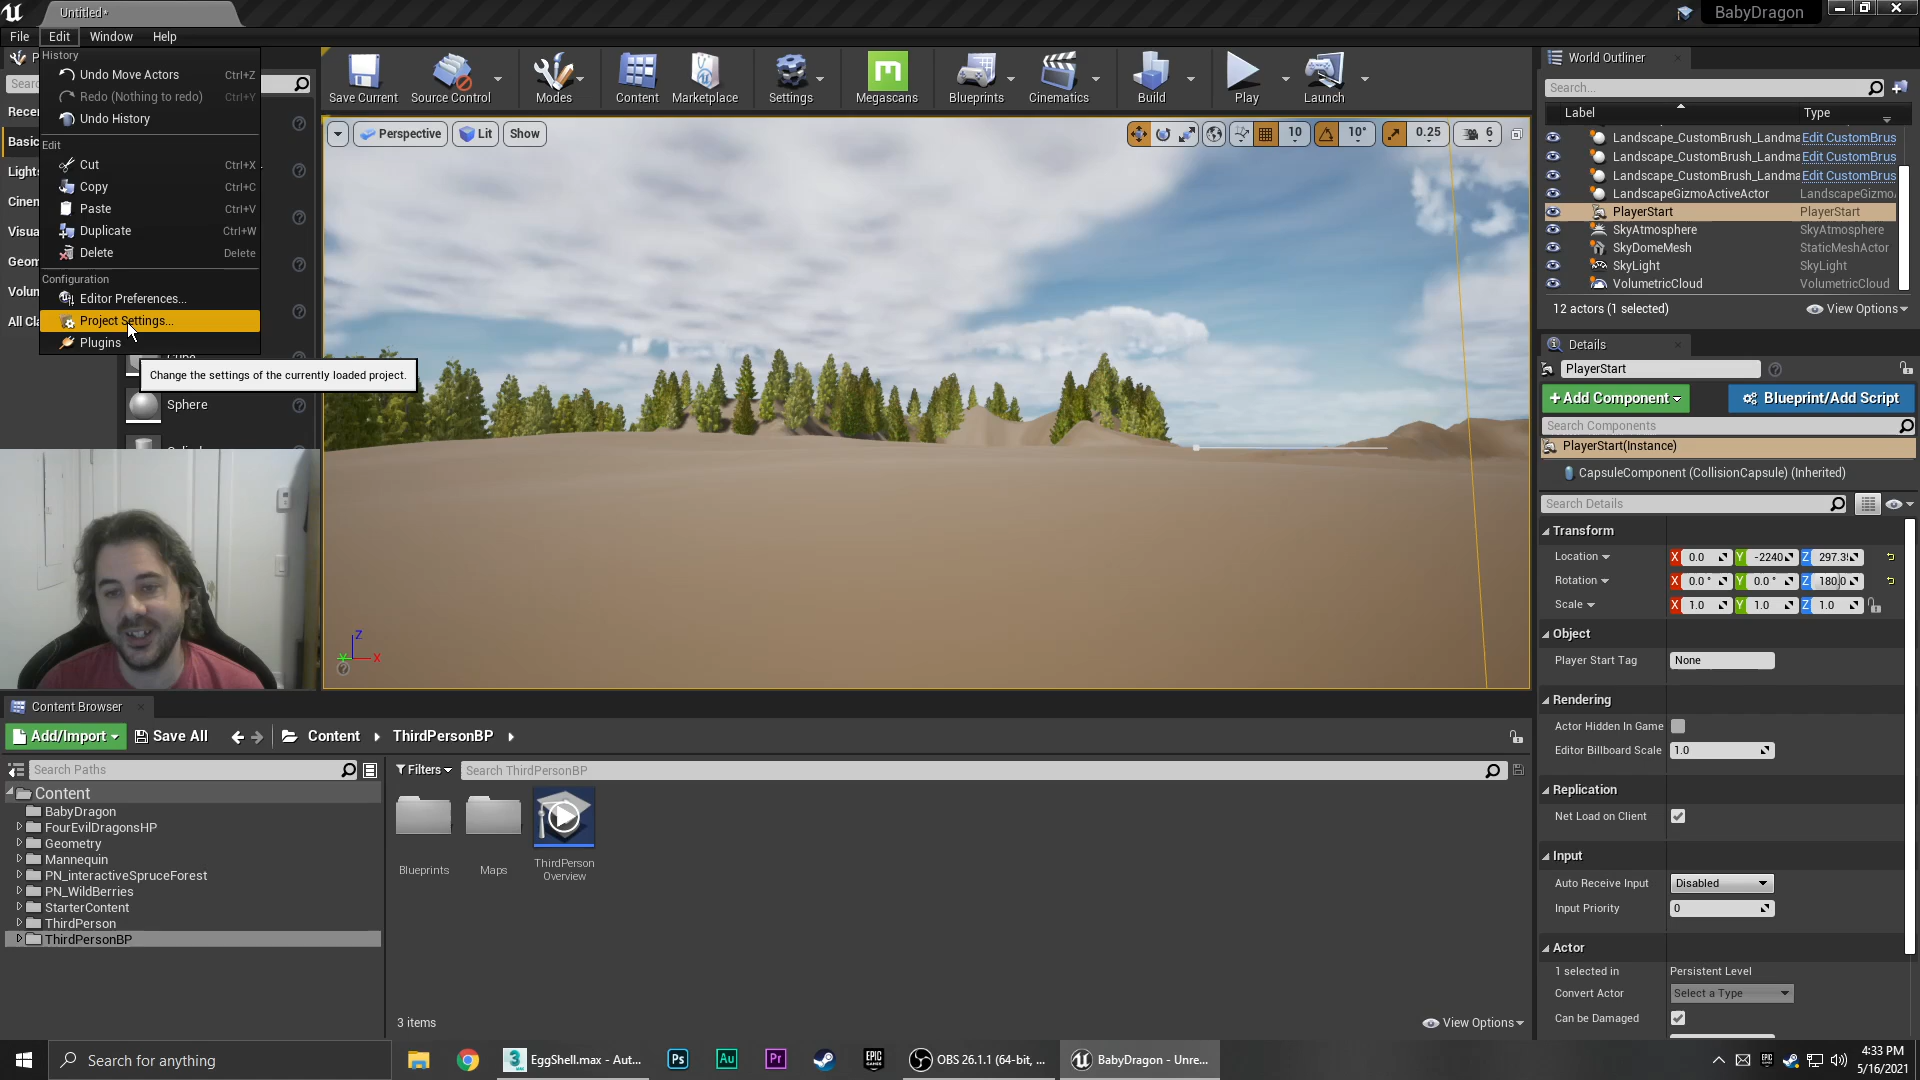 Untitled*
BabyDragon
File Edit Window Help
History
Undo Move Actors Ctrl+Z
Redo (Nothing to redo) Ctrl+Y
Undo History
Edit
Cut Ctrl+X
Copy Ctrl+C
Paste Ctrl+V
Duplicate Ctrl+W
Delete Delete
Configuration
Editor Preferences...
Project Settings...
Plugins
Change the settings of the currently loaded project.
Sphere
Save Current Source Control Modes Content Marketplace Settings Megascans Blueprints Cinematics Build Play Launch
Perspective Lit Show
10 10° 0.25 6
Z
X
World Outliner
Search...
Label Type
Landscape_CustomBrush_Landma Edit CustomBrus
Landscape_CustomBrush_Landma Edit CustomBrus
Landscape_CustomBrush_Landma Edit CustomBrus
LandscapeGizmoActiveActor LandscapeGizmo
PlayerStart PlayerStart
SkyAtmosphere SkyAtmosphere
SkyDomeMesh StaticMeshActor
SkyLight SkyLight
VolumetricCloud VolumetricCloud
12 actors (1 selected) View Options
Details
PlayerStart
+Add Component Blueprint/Add Script
Search Components
PlayerStart(Instance)
CapsuleComponent (CollisionCapsule) (Inherited)
Search Details
Transform
Location X 0.0 Y -2240 Z 297.3
Rotation X 0.0 ° Y 0.0 ° Z 180.0
Scale X 1.0 Y 1.0 Z 1.0
Object
Player Start Tag None
Rendering
Actor Hidden In Game
Editor Billboard Scale 1.0
Replication
Net Load on Client
Input
Auto Receive Input Disabled
Input Priority 0
Actor
1 selected in Persistent Level
Convert Actor Select a Type
Can be Damaged
Content Browser
Add/Import Save All Content ThirdPersonBP
Search Paths
Filters Search ThirdPersonBP
Content
BabyDragon
FourEvilDragonsHP
Geometry
Mannequin
PN_interactiveSpruceForest
PN_WildBerries
StarterContent
ThirdPerson
ThirdPersonBP
Blueprints Maps ThirdPerson
Overview
3 items View Options
Search for anything
EggShell.max - Aut...
Ps Au Pr
EPIC
GAMES
OBS 26.1.1 (64-bit, ...
BabyDragon - Unre...
4:33 PM
5/16/2021